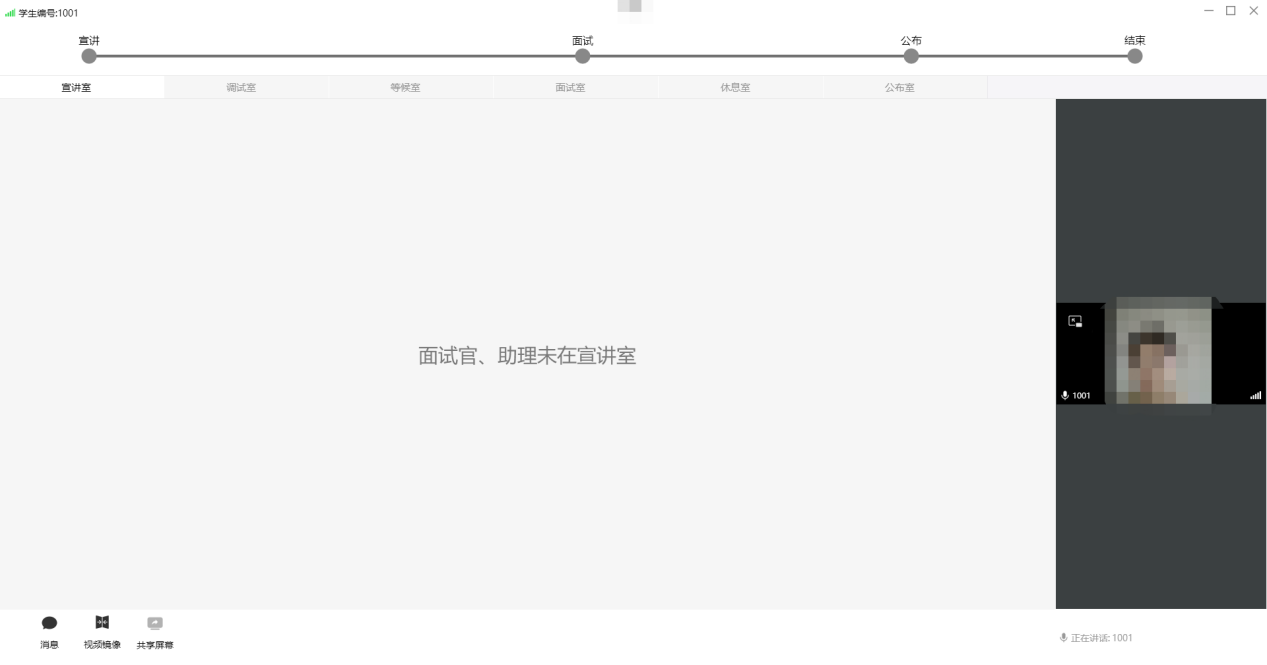 学生编号:1001
宣讲
面试
公布
结束
宣讲室
调试室
等候室
面试室
休息室
公布室
面试官、助理未在宣讲室
1001
消息
视频镜像
共享屏幕
正在讲话: 1001